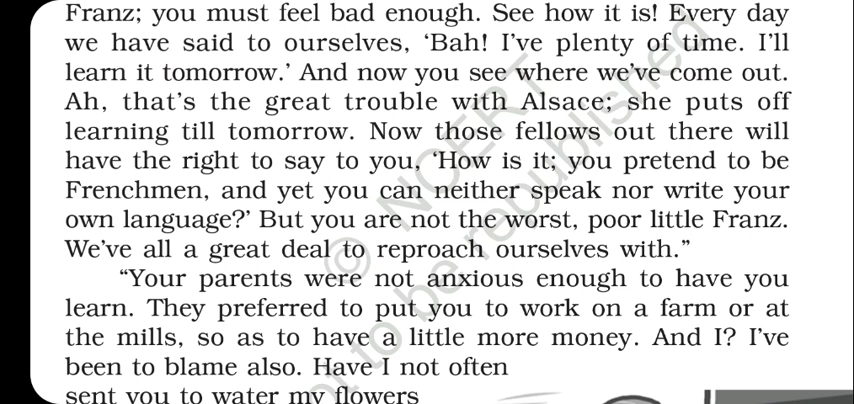 Franz; you must feel bad enough. See how it is! Every day
we have said to ourselves, ‘Bah! I’ve plenty of time. I’ll
learn it tomorrow.’ And now you see where we’ve come out.
Ah, that’s the great trouble with Alsace; she puts off
learning till tomorrow. Now those fellows out there will
have the right to say to you, ‘How is it; you pretend to be
Frenchmen, and yet you can neither speak nor write your
own language?’ But you are not the worst, poor little Franz.
We’ve all a great deal to reproach ourselves with.”
“Your parents were not anxious enough to have you
learn. They preferred to put you to work on a farm or at
the mills, so as to have a little more money. And I? I’ve
been to blame also. Have I not often
sent you to water my flowers
© NCERT
not to be republished